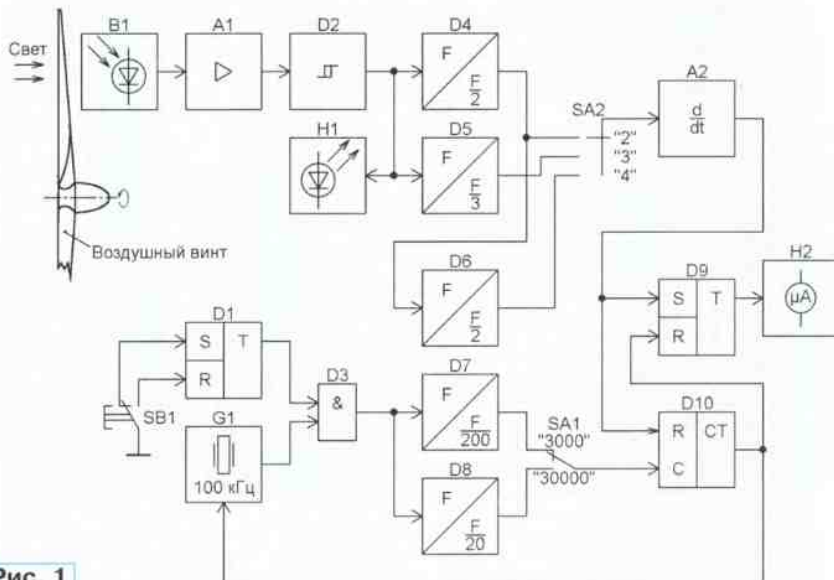 Свет
B1
A1
D2
D4
F
F/2
A2
d/dt
SA2
"2"
"3"
"4"
H1
D5
F
F/3
Воздушный винт
D6
F
F/2
D9
S T
R
H2
μA
D1
S T
R
SB1
G1
100 кГц
D3
&
D7
F
F/200
SA1
"3000"
"30000"
D8
F
F/20
D10
R CT
C
Рис. 1